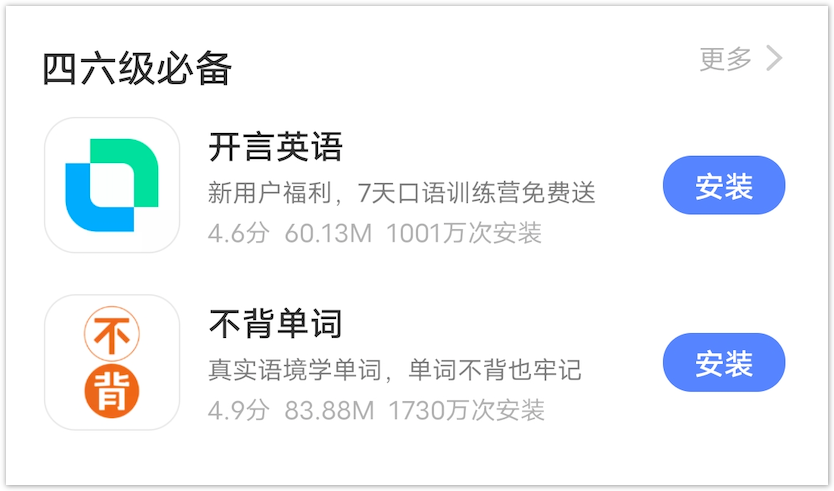 四六级必备
更多
开言英语
新用户福利，7天口语训练营免费送
安装
4.6分 60.13M 1001万次安装
不
背
不背单词
真实语境学单词，单词不背也牢记
安装
4.9分 83.88M 1730万次安装